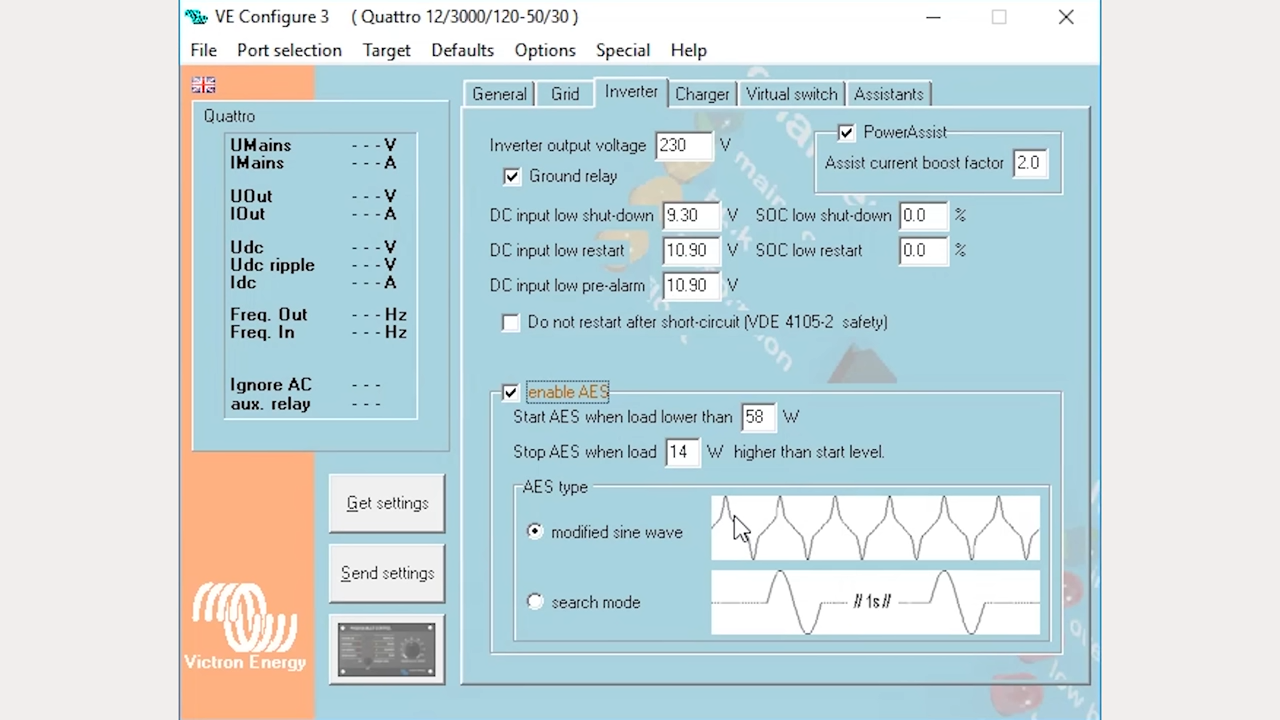 VE Configure 3 ( Quattro 12/3000/120-50/30 )
File Port selection Target Defaults Options Special Help
General Grid Inverter Charger Virtual switch Assistants
Quattro
UMains ---V
IMains ---A
UOut ---V
IOut ---A
Udc ---V
Udc ripple ---V
Idc ---A
Freq. Out ---Hz
Freq. In ---Hz
Ignore AC ---
aux. relay ---
Get settings
Send settings
Victron Energy
Inverter output voltage 230 V
Ground relay
PowerAssist
Assist current boost factor 2.0
DC input low shut-down 9.30 V SOC low shut-down 0.0 %
DC input low restart 10.90 V SOC low restart 0.0 %
DC input low pre-alarm 10.90 V
Do not restart after short-circuit (VDE 4105-2 safety)
enable AES
Start AES when load lower than 58 W
Stop AES when load 14 W higher than start level.
AES type
modified sine wave
search mode
// 1s //